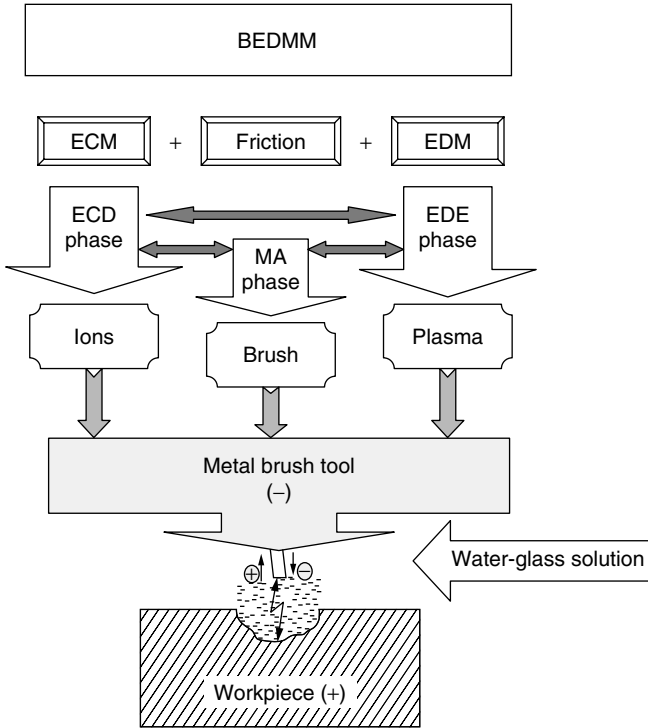 BEDMM
ECM + Friction + EDM
ECD
phase
EDE
phase
MA
phase
Ions
Brush
Plasma
Metal brush tool
(−)
Water-glass solution
+ −
Workpiece (+)